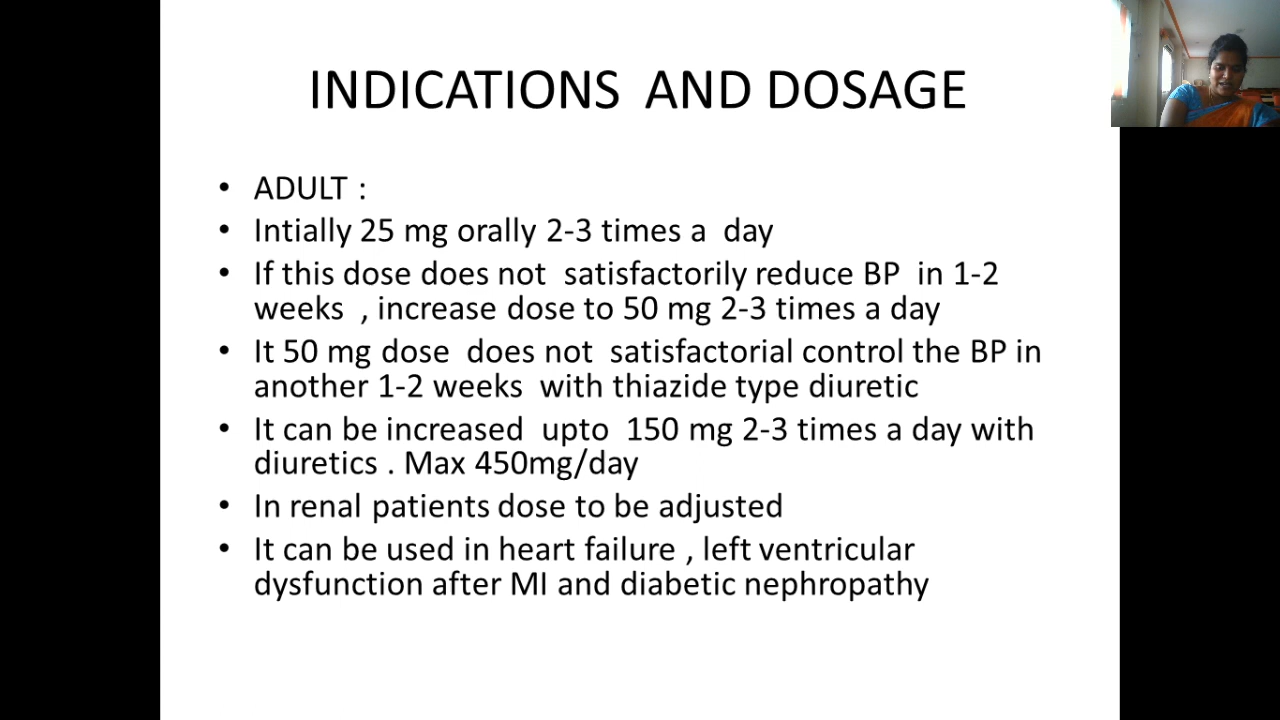 INDICATIONS AND DOSAGE
• ADULT :
• Intially 25 mg orally 2-3 times a day
• If this dose does not satisfactorily reduce BP in 1-2
weeks , increase dose to 50 mg 2-3 times a day
• It 50 mg dose does not satisfactorial control the BP in
another 1-2 weeks with thiazide type diuretic
• It can be increased upto 150 mg 2-3 times a day with
diuretics . Max 450mg/day
• In renal patients dose to be adjusted
• It can be used in heart failure , left ventricular
dysfunction after MI and diabetic nephropathy